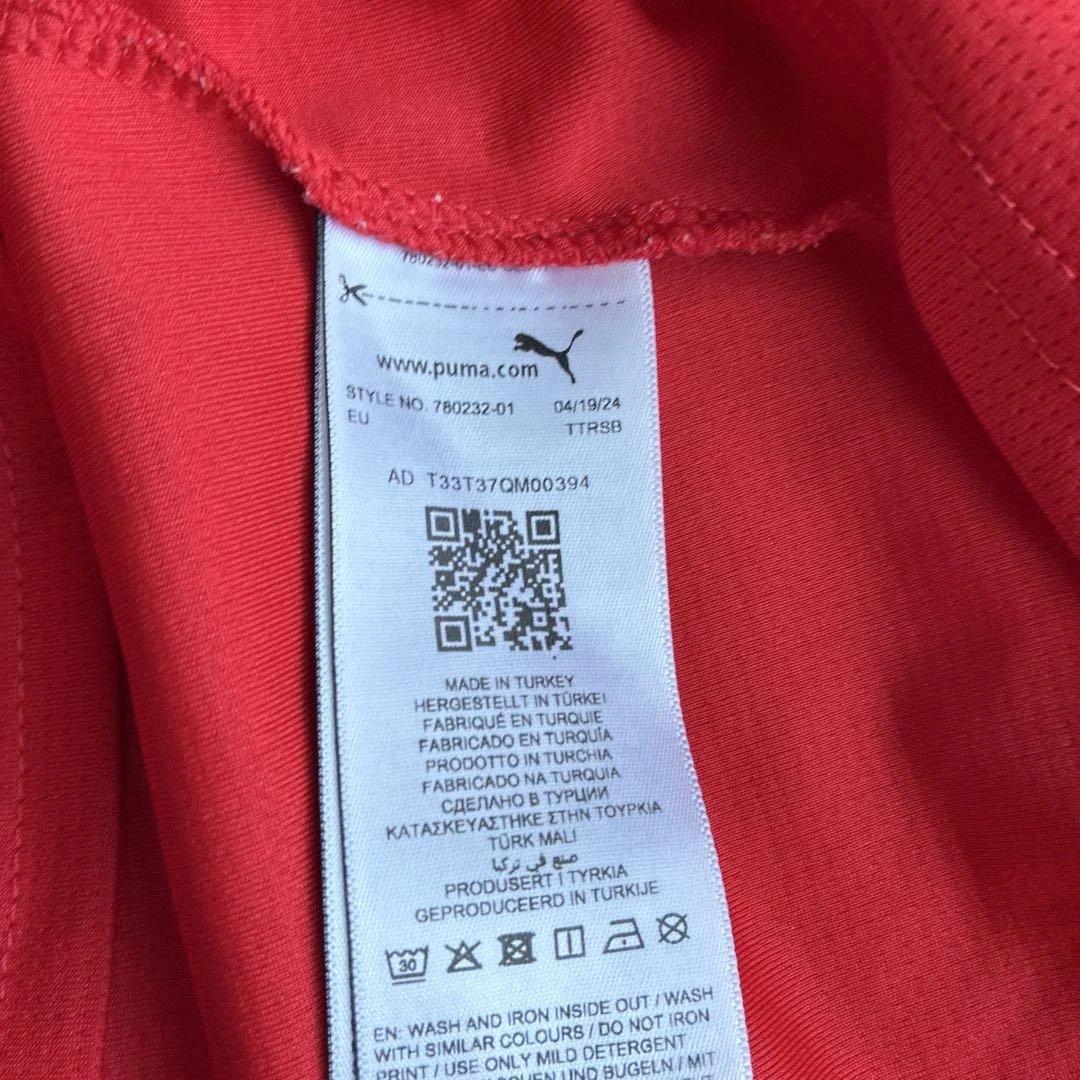 www.puma.com
STYLE NO. 780232-01 04/19/24
EU TTRSB
AD T33T37QM00394
MADE IN TURKEY
HERGESTELLT IN TÜRKEI
FABRIQUÉ EN TURQUIE
FABRICADO EN TURQUÍA
PRODOTTO IN TURCHIA
FABRICADO NA TURQUIA
СДЕЛАНО В ТУРЦИИ
ΚΑΤΑΣΚΕΥΑΣΤΗΚΕ ΣΤΗΝ ΤΟΥΡΚΙΑ
TÜRK MALI
صنع في تركيا
PRODUSERT I TYRKIA
GEPRODUCEERD IN TURKIJE
30
EN: WASH AND IRON INSIDE OUT / WASH
WITH SIMILAR COLOURS / DO NOT IRON
PRINT / USE ONLY MILD DETERGENT
BUGELN / MIT